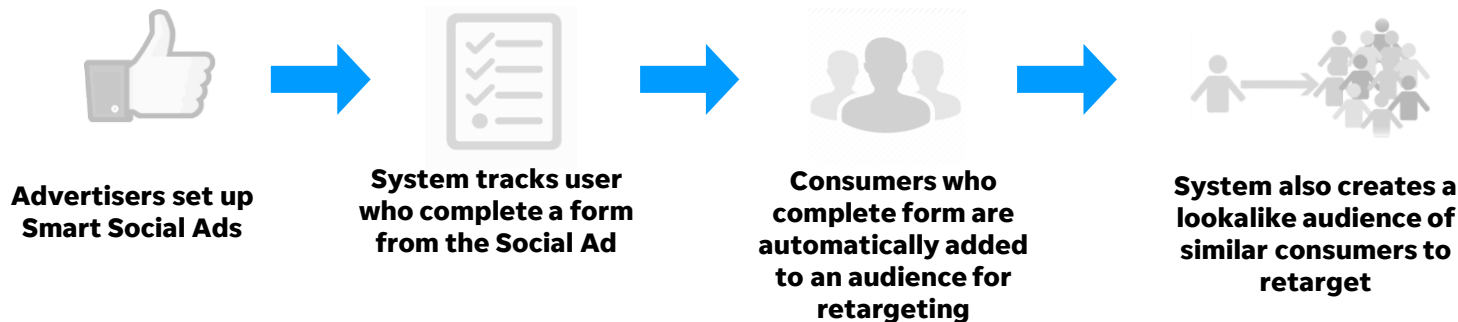 Advertisers set up
Smart Social Ads
System tracks user
who complete a form
from the Social Ad
Consumers who
complete form are
automatically added
to an audience for
retargeting
System also creates a
lookalike audience of
similar consumers to
retarget